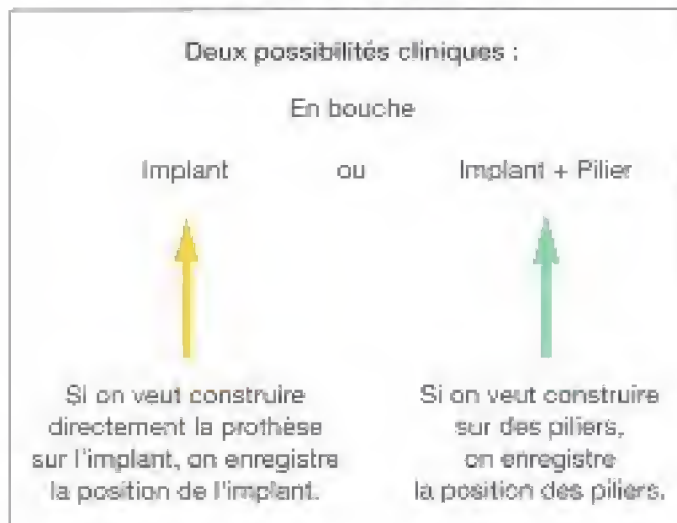 Deux possibilités cliniques :
En bouche
Implant ou Implant + Pilier
Si on veut construire
directement la prothèse
sur l'implant, on enregistre
la position de l'implant.
Si on veut construire
sur des piliers,
on enregistre
la position des piliers.